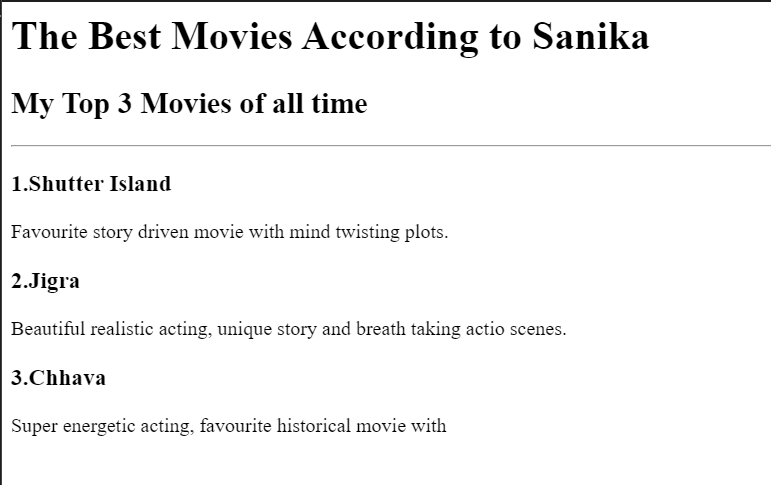 The Best Movies According to Sanika
My Top 3 Movies of all time
1.Shutter Island
Favourite story driven movie with mind twisting plots.
2.Jigra
Beautiful realistic acting, unique story and breath taking actio scenes.
3.Chhava
Super energetic acting, favourite historical movie with